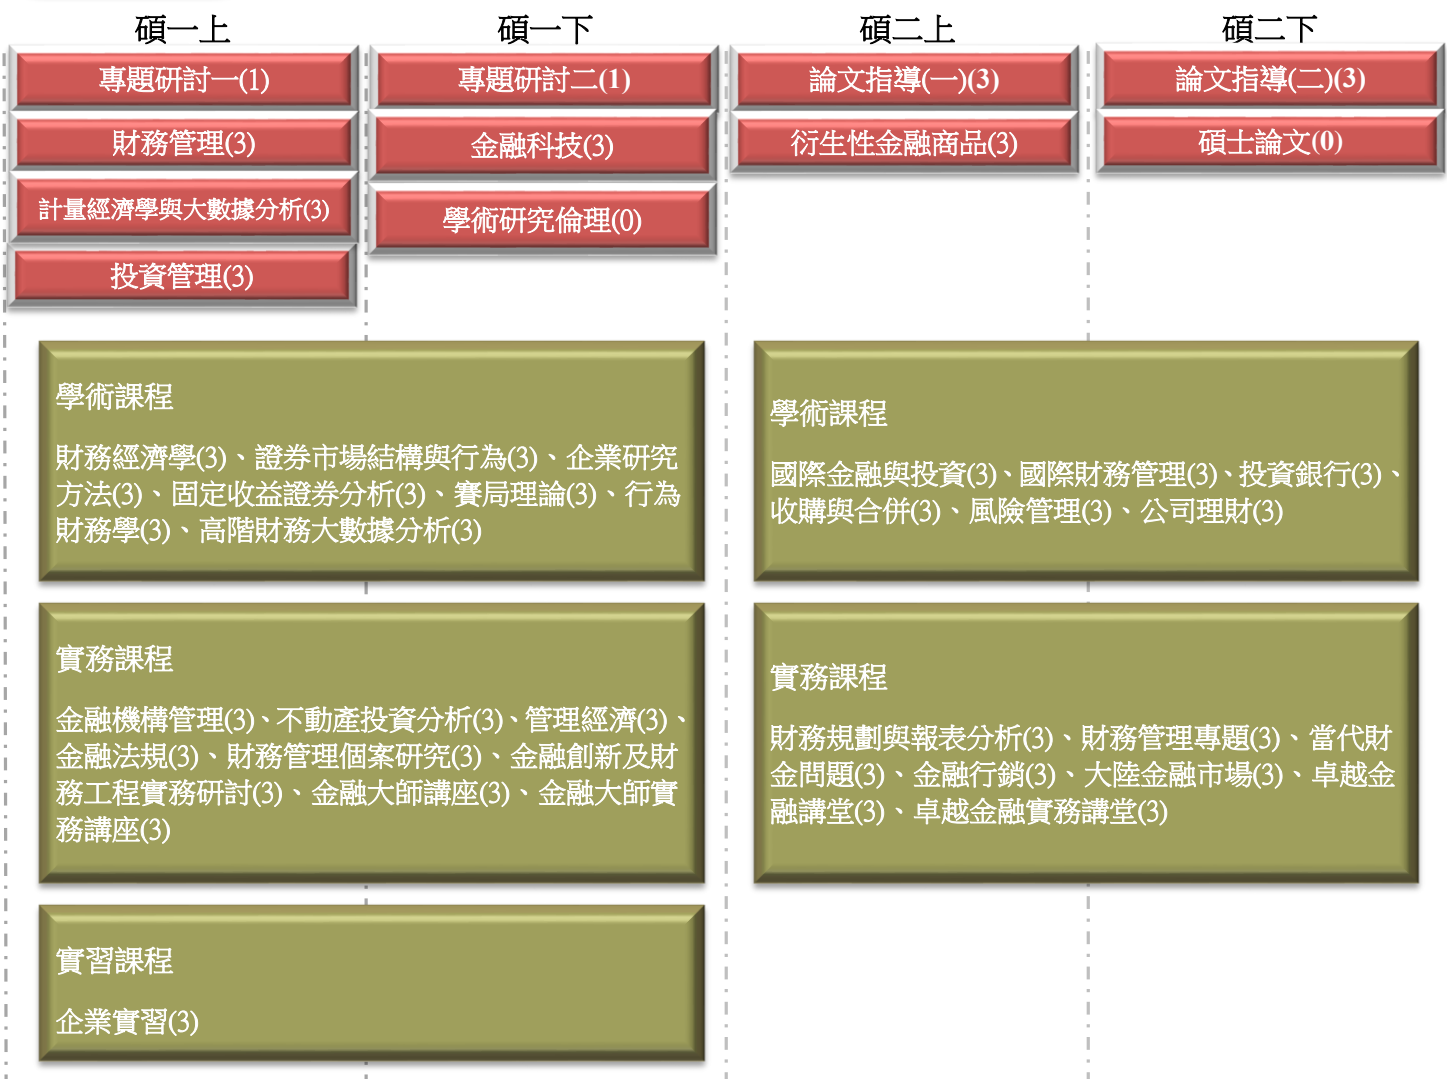 碩一上
碩一下
碩二上
碩二下
專題研討一(1)
專題研討二(1)
論文指導(一)(3)
論文指導(二)(3)
財務管理(3)
金融科技(3)
衍生性金融商品(3)
碩士論文(0)
計量經濟學與大數據分析(3)
學術研究倫理(0)
投資管理(3)
學術課程
財務經濟學(3)、證券市場結構與行為(3)、企業研究
方法(3)、固定收益證券分析(3)、賽局理論(3)、行為
財務學(3)、高階財務大數據分析(3)
學術課程
國際金融與投資(3)、國際財務管理(3)、投資銀行(3)、
收購與合併(3)、風險管理(3)、公司理財(3)
實務課程
金融機構管理(3)、不動產投資分析(3)、管理經濟(3)、
金融法規(3)、財務管理個案研究(3)、金融創新及財
務工程實務研討(3)、金融大師講座(3)、金融大師實
務講座(3)
實務課程
財務規劃與報表分析(3)、財務管理專題(3)、當代財
金問題(3)、金融行銷(3)、大陸金融市場(3)、卓越金
融講堂(3)、卓越金融實務講堂(3)
實習課程
企業實習(3)